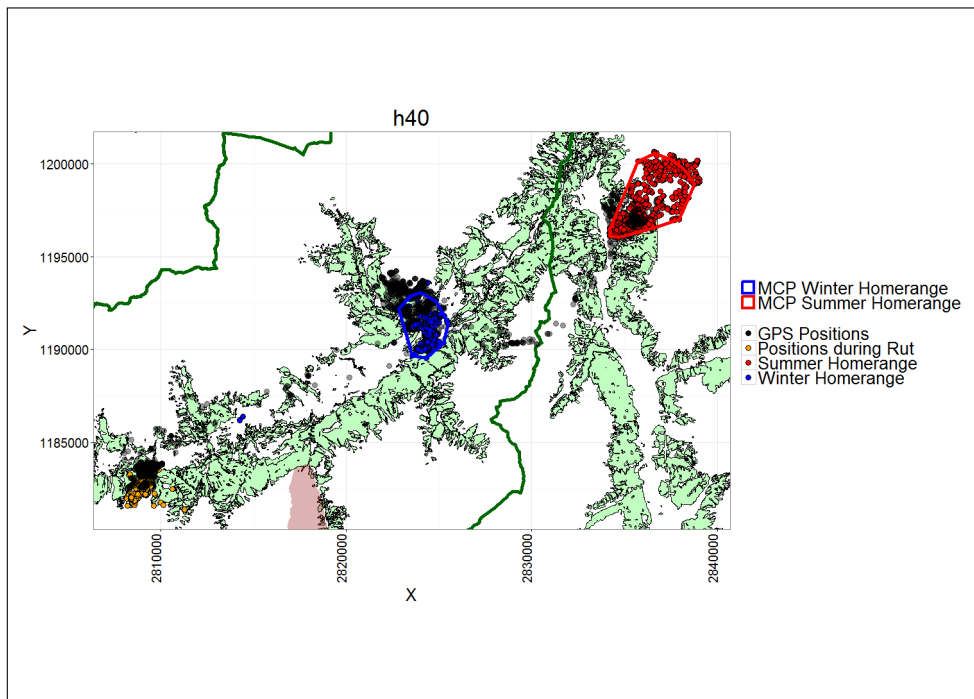 h40
1200000
1195000
1190000
1185000
Y
2810000
2820000
2830000
2840000
X
MCP Winter Homerange
MCP Summer Homerange
GPS Positions
Positions during Rut
Summer Homerange
Winter Homerange